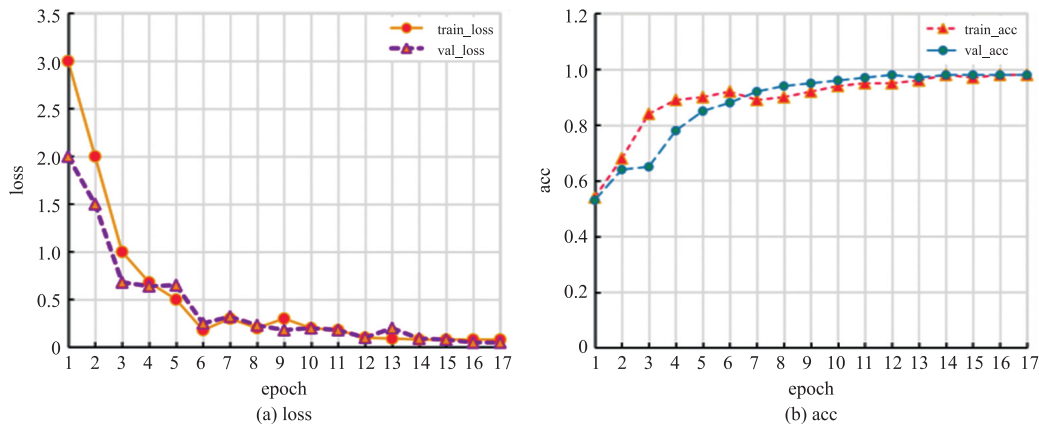 3.5
3.0
2.5
2.0
1.5
1.0
0.5
0
loss
train_loss
val_loss
1 2 3 4 5 6 7 8 9 10 11 12 13 14 15 16 17
epoch
(a) loss
1.2
1.0
0.8
0.6
0.4
0.2
0
acc
train_acc
val_acc
1 2 3 4 5 6 7 8 9 10 11 12 13 14 15 16 17
epoch
(b) acc